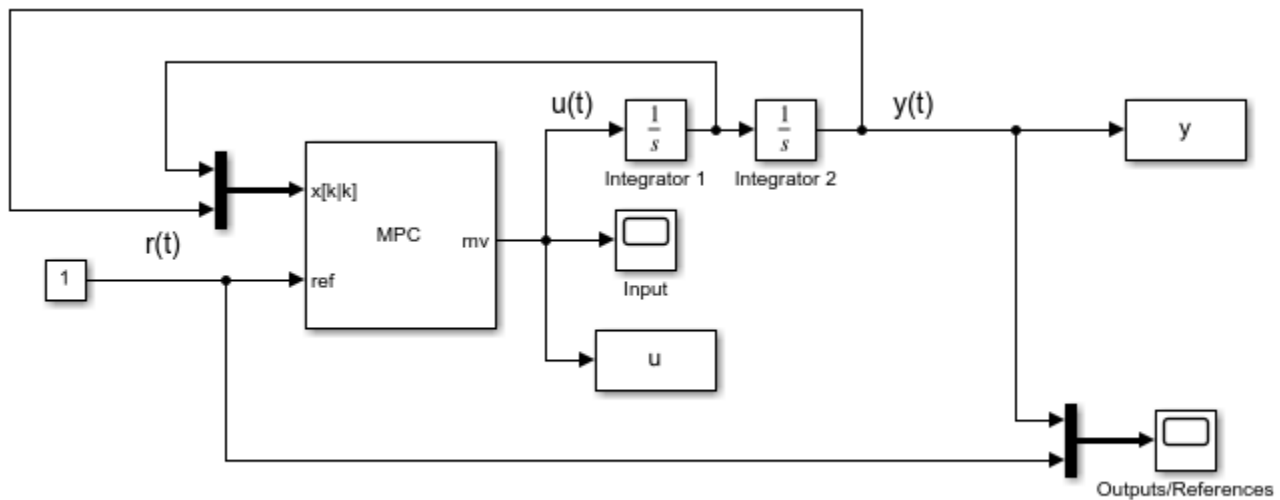 u(t)
1
s
Integrator 1
1
s
Integrator 2
y(t)
y
x[k|k]
MPC
mv
ref
r(t)
1
Input
u
Outputs/References